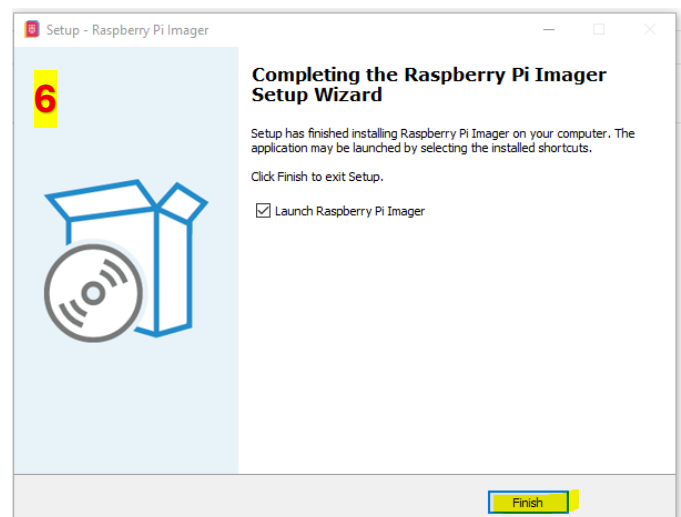 Setup - Raspberry Pi Imager
6
Completing the Raspberry Pi Imager
Setup Wizard
Setup has finished installing Raspberry Pi Imager on your computer. The
application may be launched by selecting the installed shortcuts.
Click Finish to exit Setup.
Launch Raspberry Pi Imager
Finish